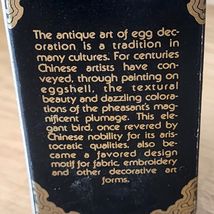 The antique art of egg dec-
oration is a tradition in
many cultures. For centuries
Chinese artists have con-
veyed, through painting on
eggshell, the textural
beauty and dazzling colora-
tions of the pheasant's mag-
nificent plumage. This ele-
gant bird, once revered by
Chinese nobility for its aris-
tocratic qualities, also be-
came a favored design
motif for fabric, embroidery
and other decorative art
forms.